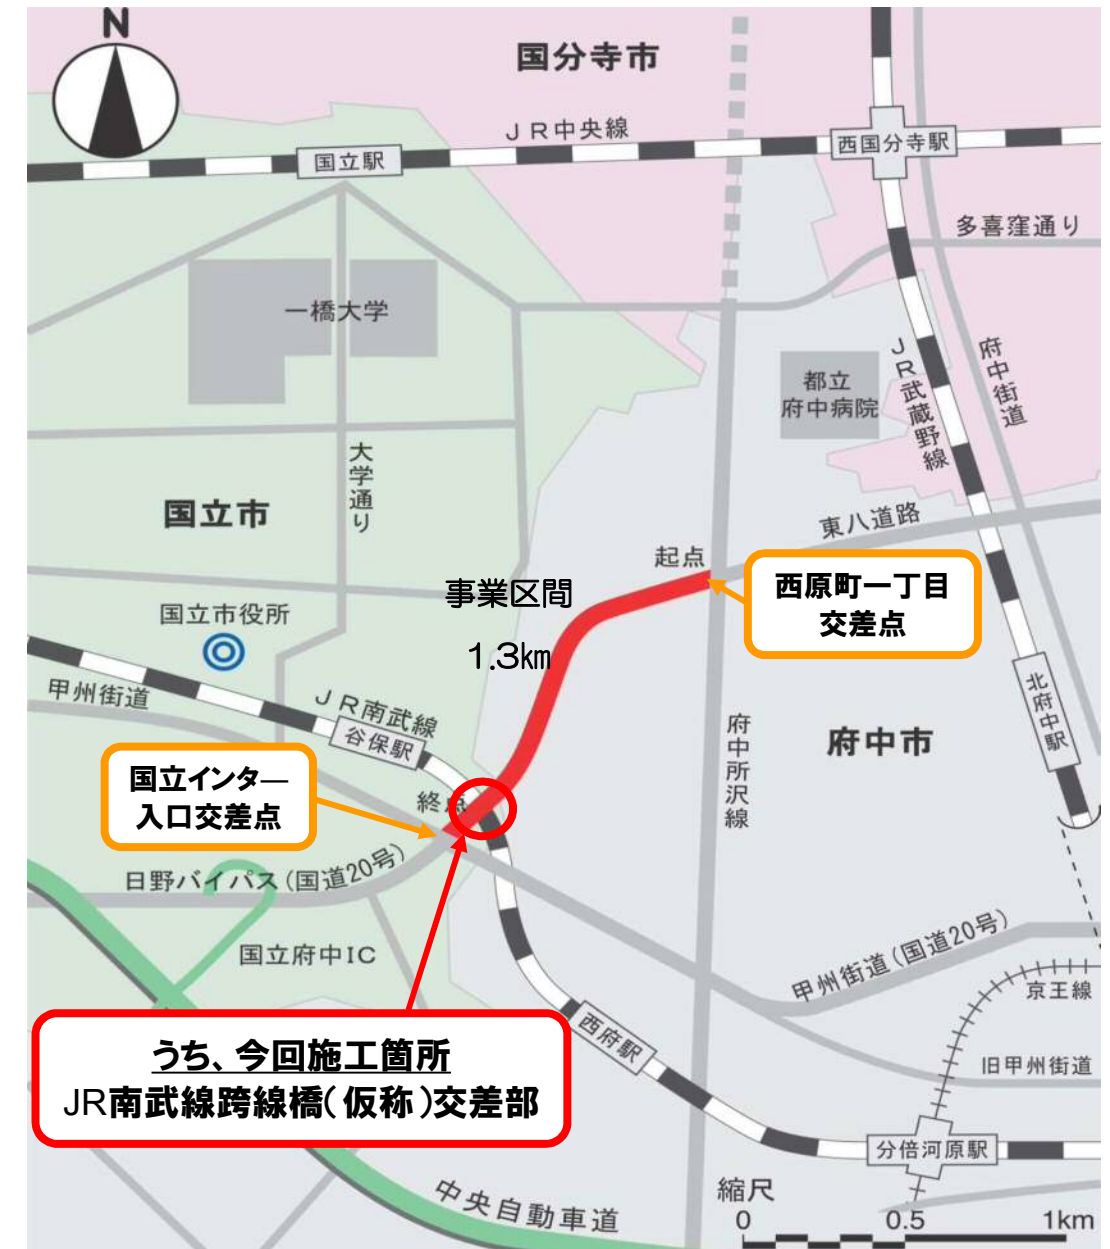 N
国分寺市
ＪＲ中央線
国立駅
西国分寺駅
多喜窪通り
一橋大学
ＪＲ武蔵野線
府中街道
都立
府中病院
大学通り
国立市
東八道路
起点
西原町一丁目
交差点
事業区間
1.3㎞
国立市役所
甲州街道
ＪＲ南武線
谷保駅
北府中駅
府中所沢線
府中市
国立インター
入口交差点
終点
日野バイパス(国道20号)
国立府中IC
甲州街道(国道20号)
京王線
西府駅
旧甲州街道
うち、今回施工箇所
JR南武線跨線橋(仮称)交差部
分倍河原駅
中央自動車道
縮尺
0 0.5 1km